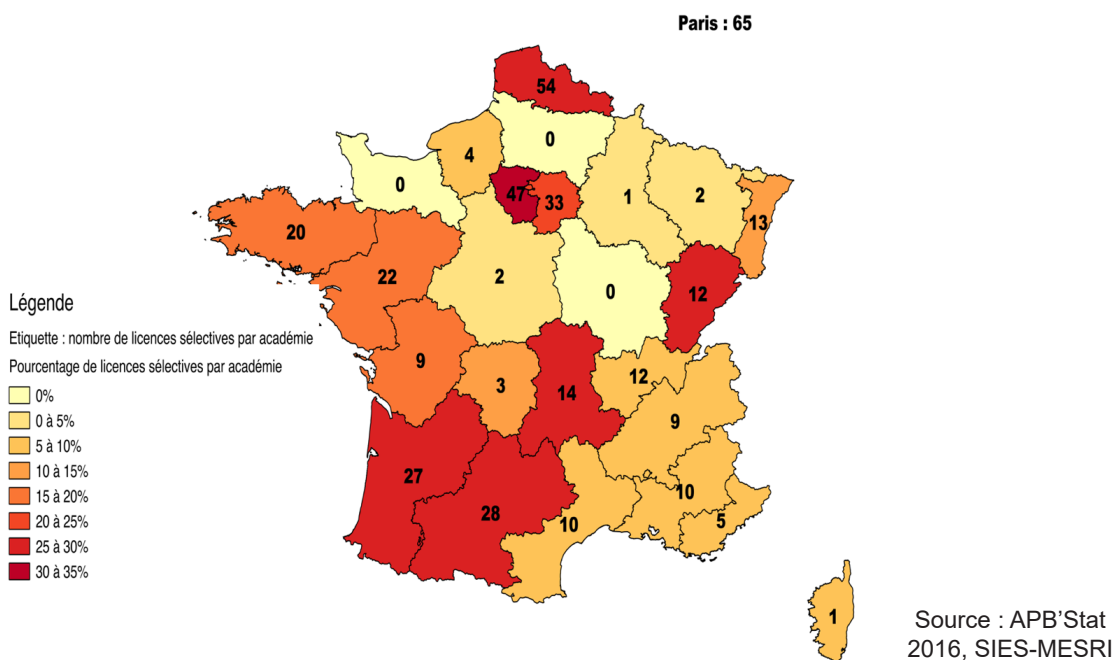 Paris : 65
54
0
4
0
47
33
1
2
13
20
22
2
0
12
9
3
14
12
9
27
28
10
10
5
1
Légende
Etiquette : nombre de licences sélectives par académie
Pourcentage de licences sélectives par académie
0%
0 à 5%
5 à 10%
10 à 15%
15 à 20%
20 à 25%
25 à 30%
30 à 35%
Source : APB'Stat
2016, SIES-MESRI